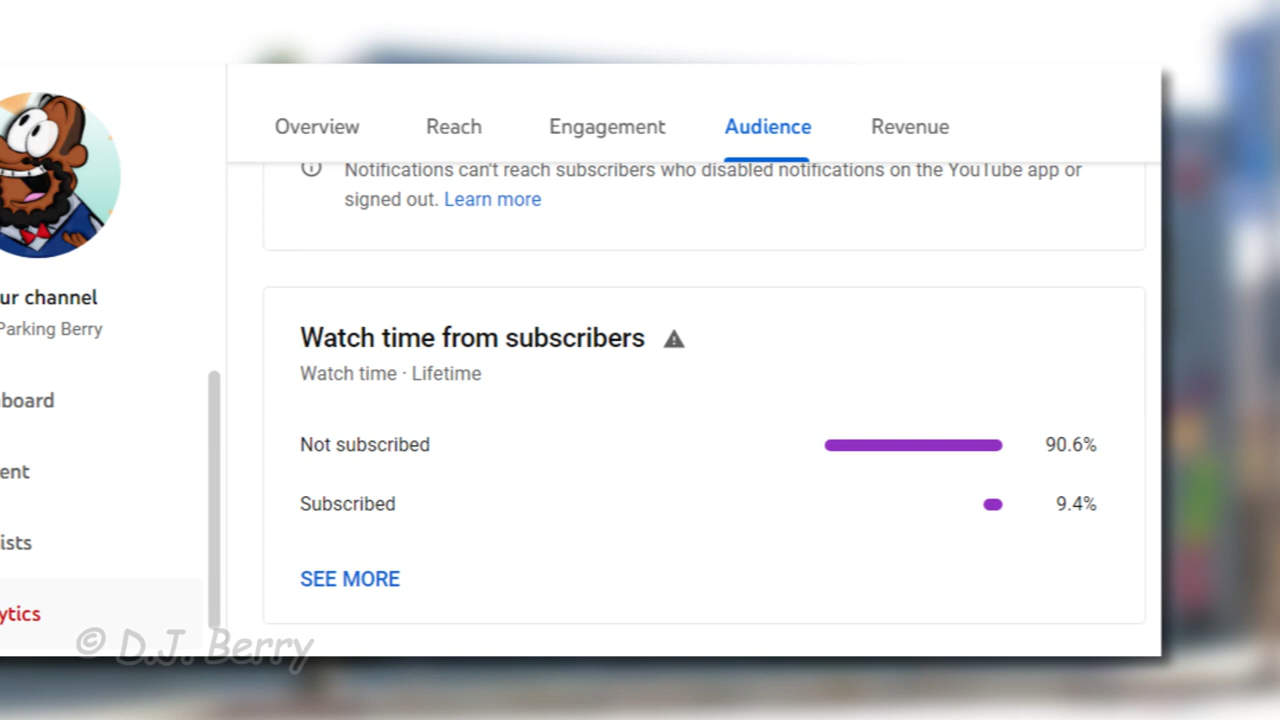 Overview Reach Engagement Audience Revenue
Notifications can't reach subscribers who disabled notifications on the YouTube app or
signed out. Learn more
ur channel
Parking Berry
board
ent
ists
ytics
Watch time from subscribers
Watch time · Lifetime
Not subscribed 90.6%
Subscribed 9.4%
SEE MORE
© D.J. Berry